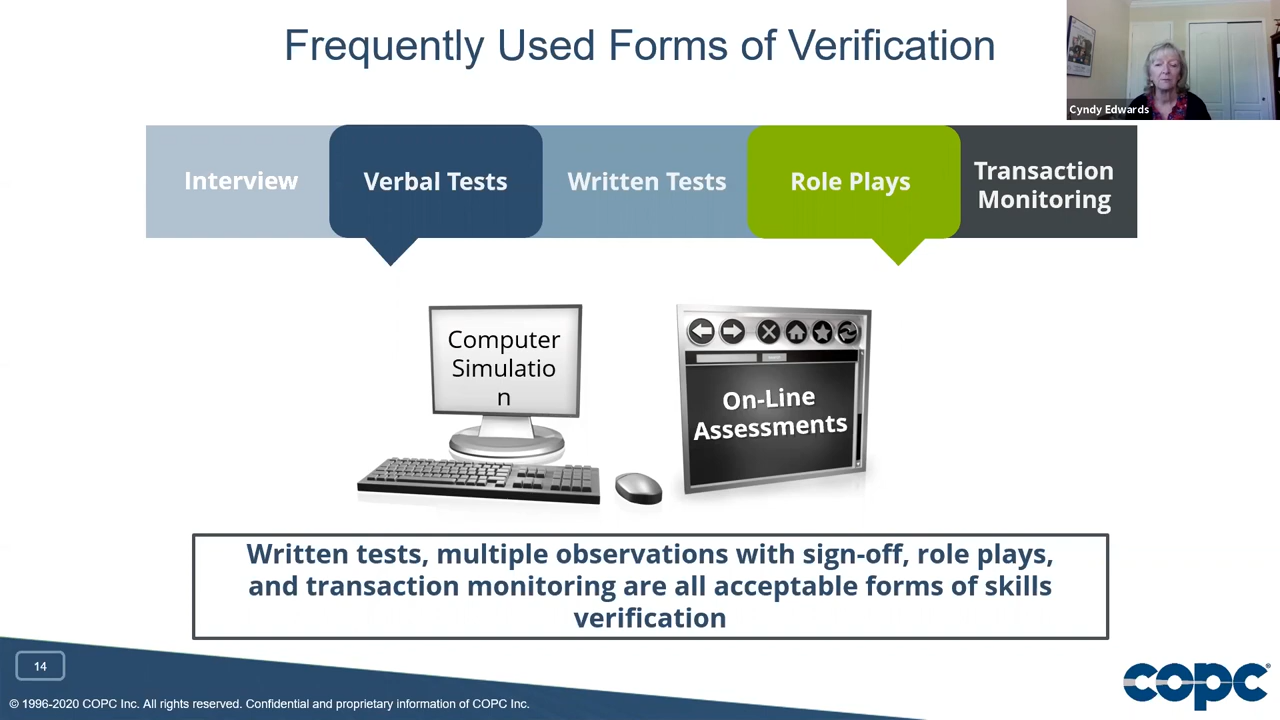 Frequently Used Forms of Verification
Cyndy Edwards
Interview
Verbal Tests
Written Tests
Role Plays
Transaction
Monitoring
Computer
Simulatio
n
On-Line
Assessments
Written tests, multiple observations with sign-off, role plays,
and transaction monitoring are all acceptable forms of skills
verification
14
© 1996-2020 COPC Inc. All rights reserved. Confidential and proprietary information of COPC Inc.
copc®